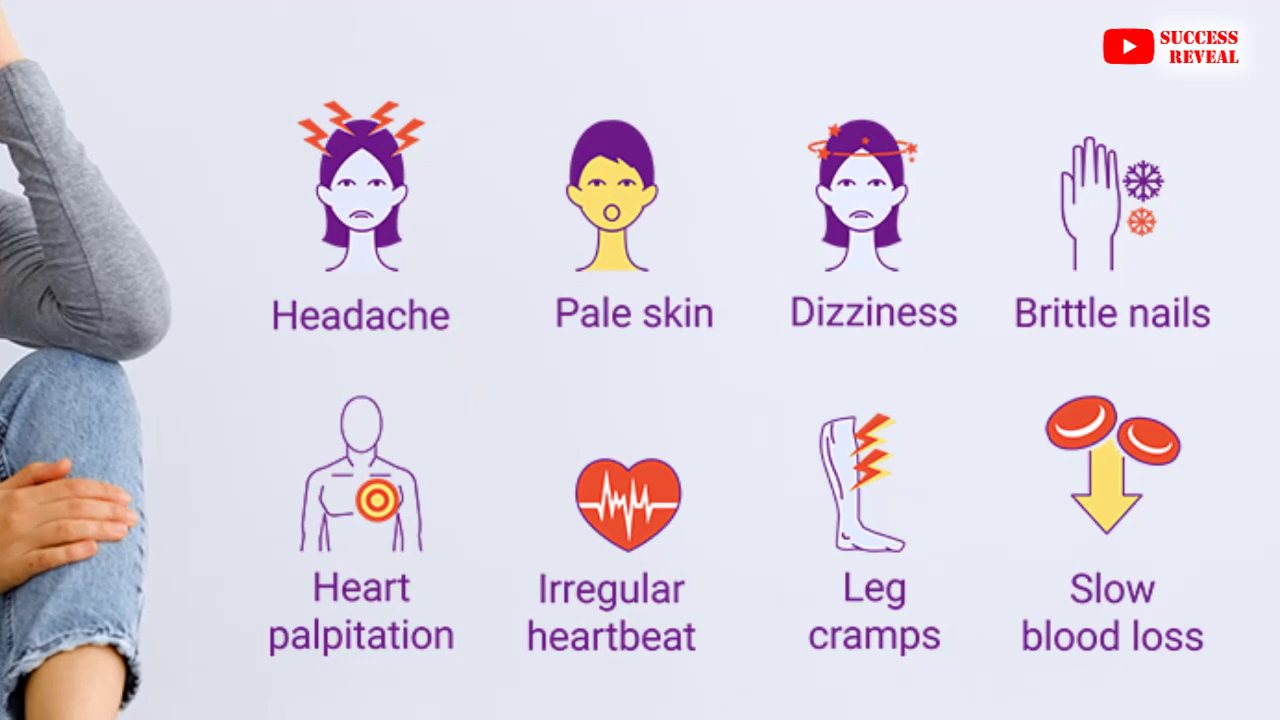 SUCCESS
REVEAL
Headache
Pale skin
Dizziness
Brittle nails
Heart
palpitation
Irregular
heartbeat
Leg
cramps
Slow
blood loss